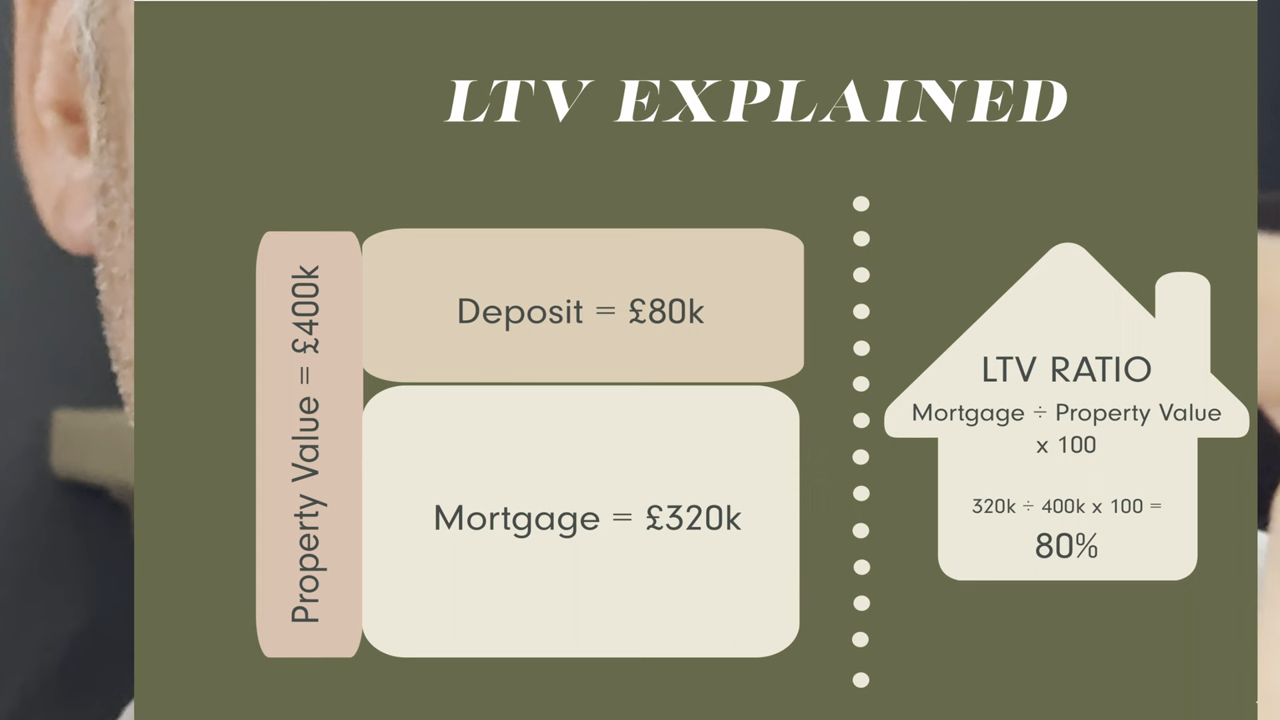 LTV EXPLAINED
Property Value = £400k
Deposit = £80k
Mortgage = £320k
LTV RATIO
Mortgage ÷ Property Value
x 100
320k ÷ 400k x 100 =
80%